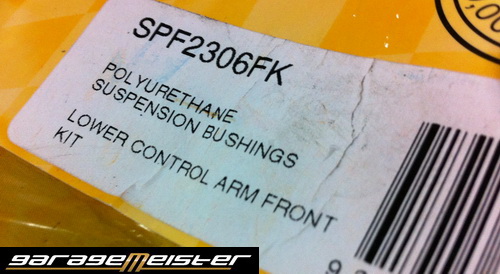 SPF2306FK
POLYURETHANE
SUSPENSION BUSHINGS
LOWER CONTROL ARM FRONT
KIT
garagemeister